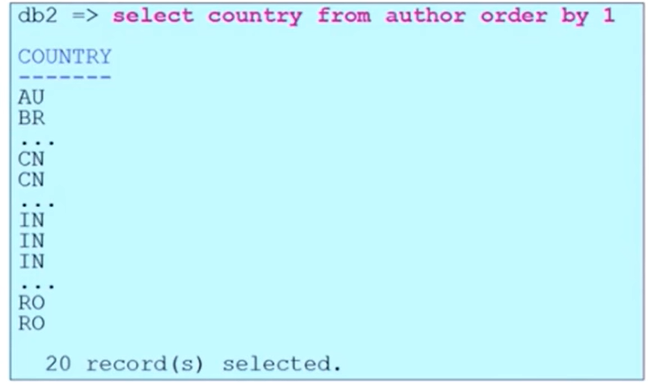 db2 => select country from author order by 1
COUNTRY
-------
AU
BR
...
CN
CN
...
IN
IN
IN
...
RO
RO
20 record(s) selected.